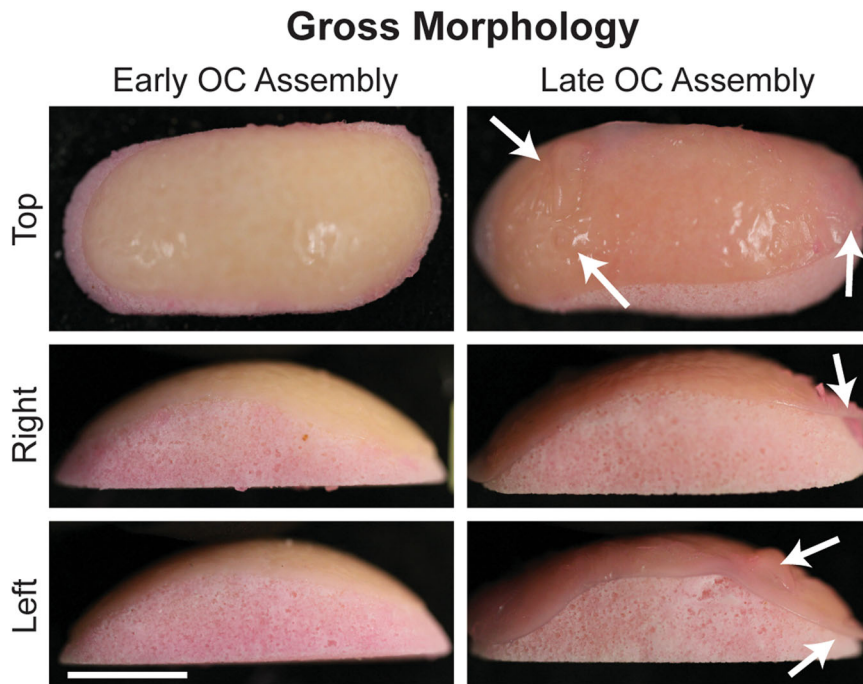 Gross Morphology
Early OC Assembly
Late OC Assembly
Top
Right
Left